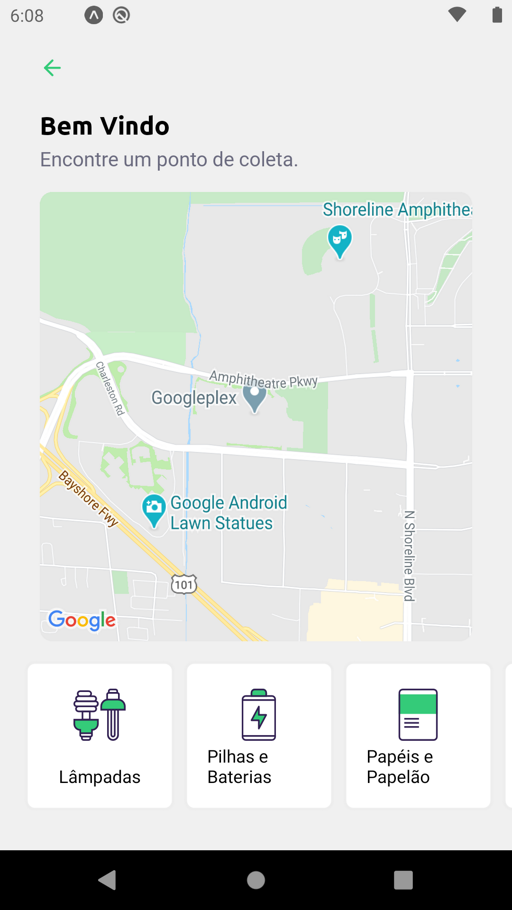 6:08
Bem Vindo
Encontre um ponto de coleta.
Shoreline Amphithea
Amphitheatre Pkwy
Charleston Rd
Googleplex
Bayshore Fwy
Google Android
Lawn Statues
N Shoreline Blvd
101
Google
Lâmpadas
Pilhas e
Baterias
Papéis e
Papelão